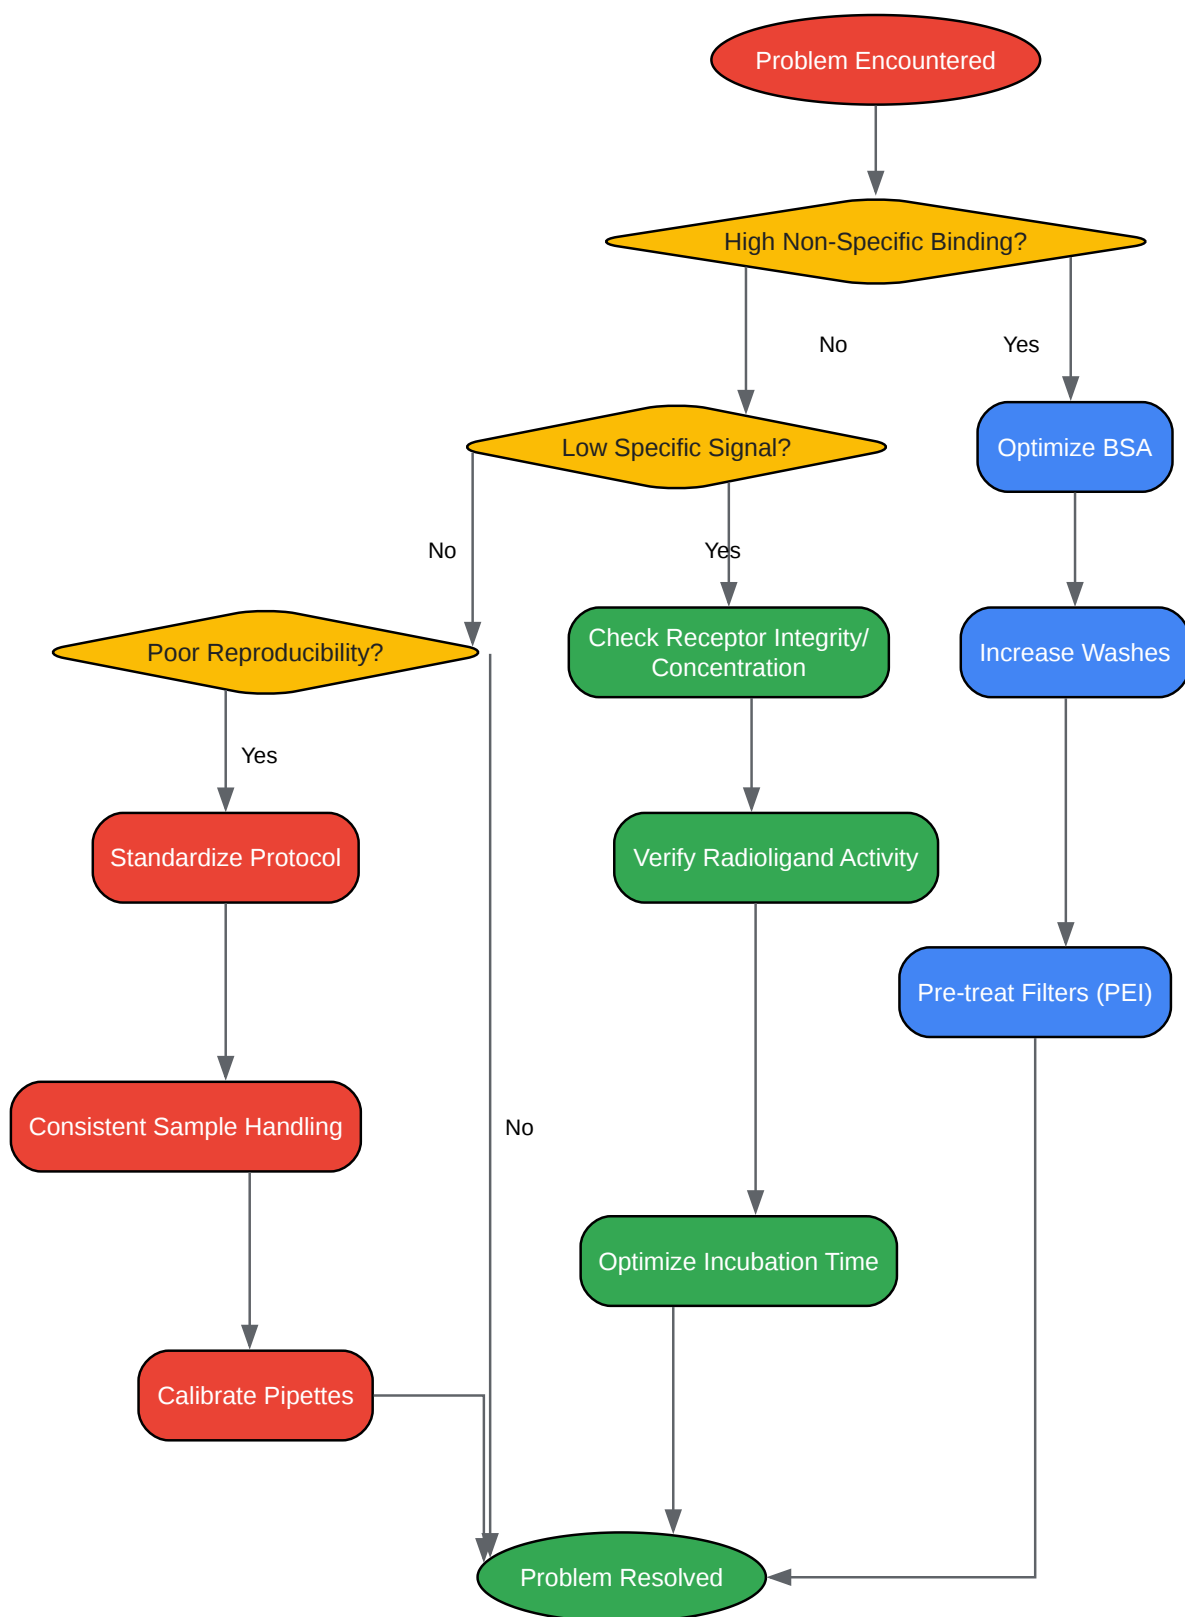 Problem Encountered
High Non-Specific Binding?
No
Yes
Low Specific Signal?
Optimize BSA
No
Yes
Check Receptor Integrity/
Concentration
Increase Washes
Poor Reproducibility?
Yes
Standardize Protocol
Verify Radioligand Activity
Pre-treat Filters (PEI)
Consistent Sample Handling
No
Optimize Incubation Time
Calibrate Pipettes
Problem Resolved